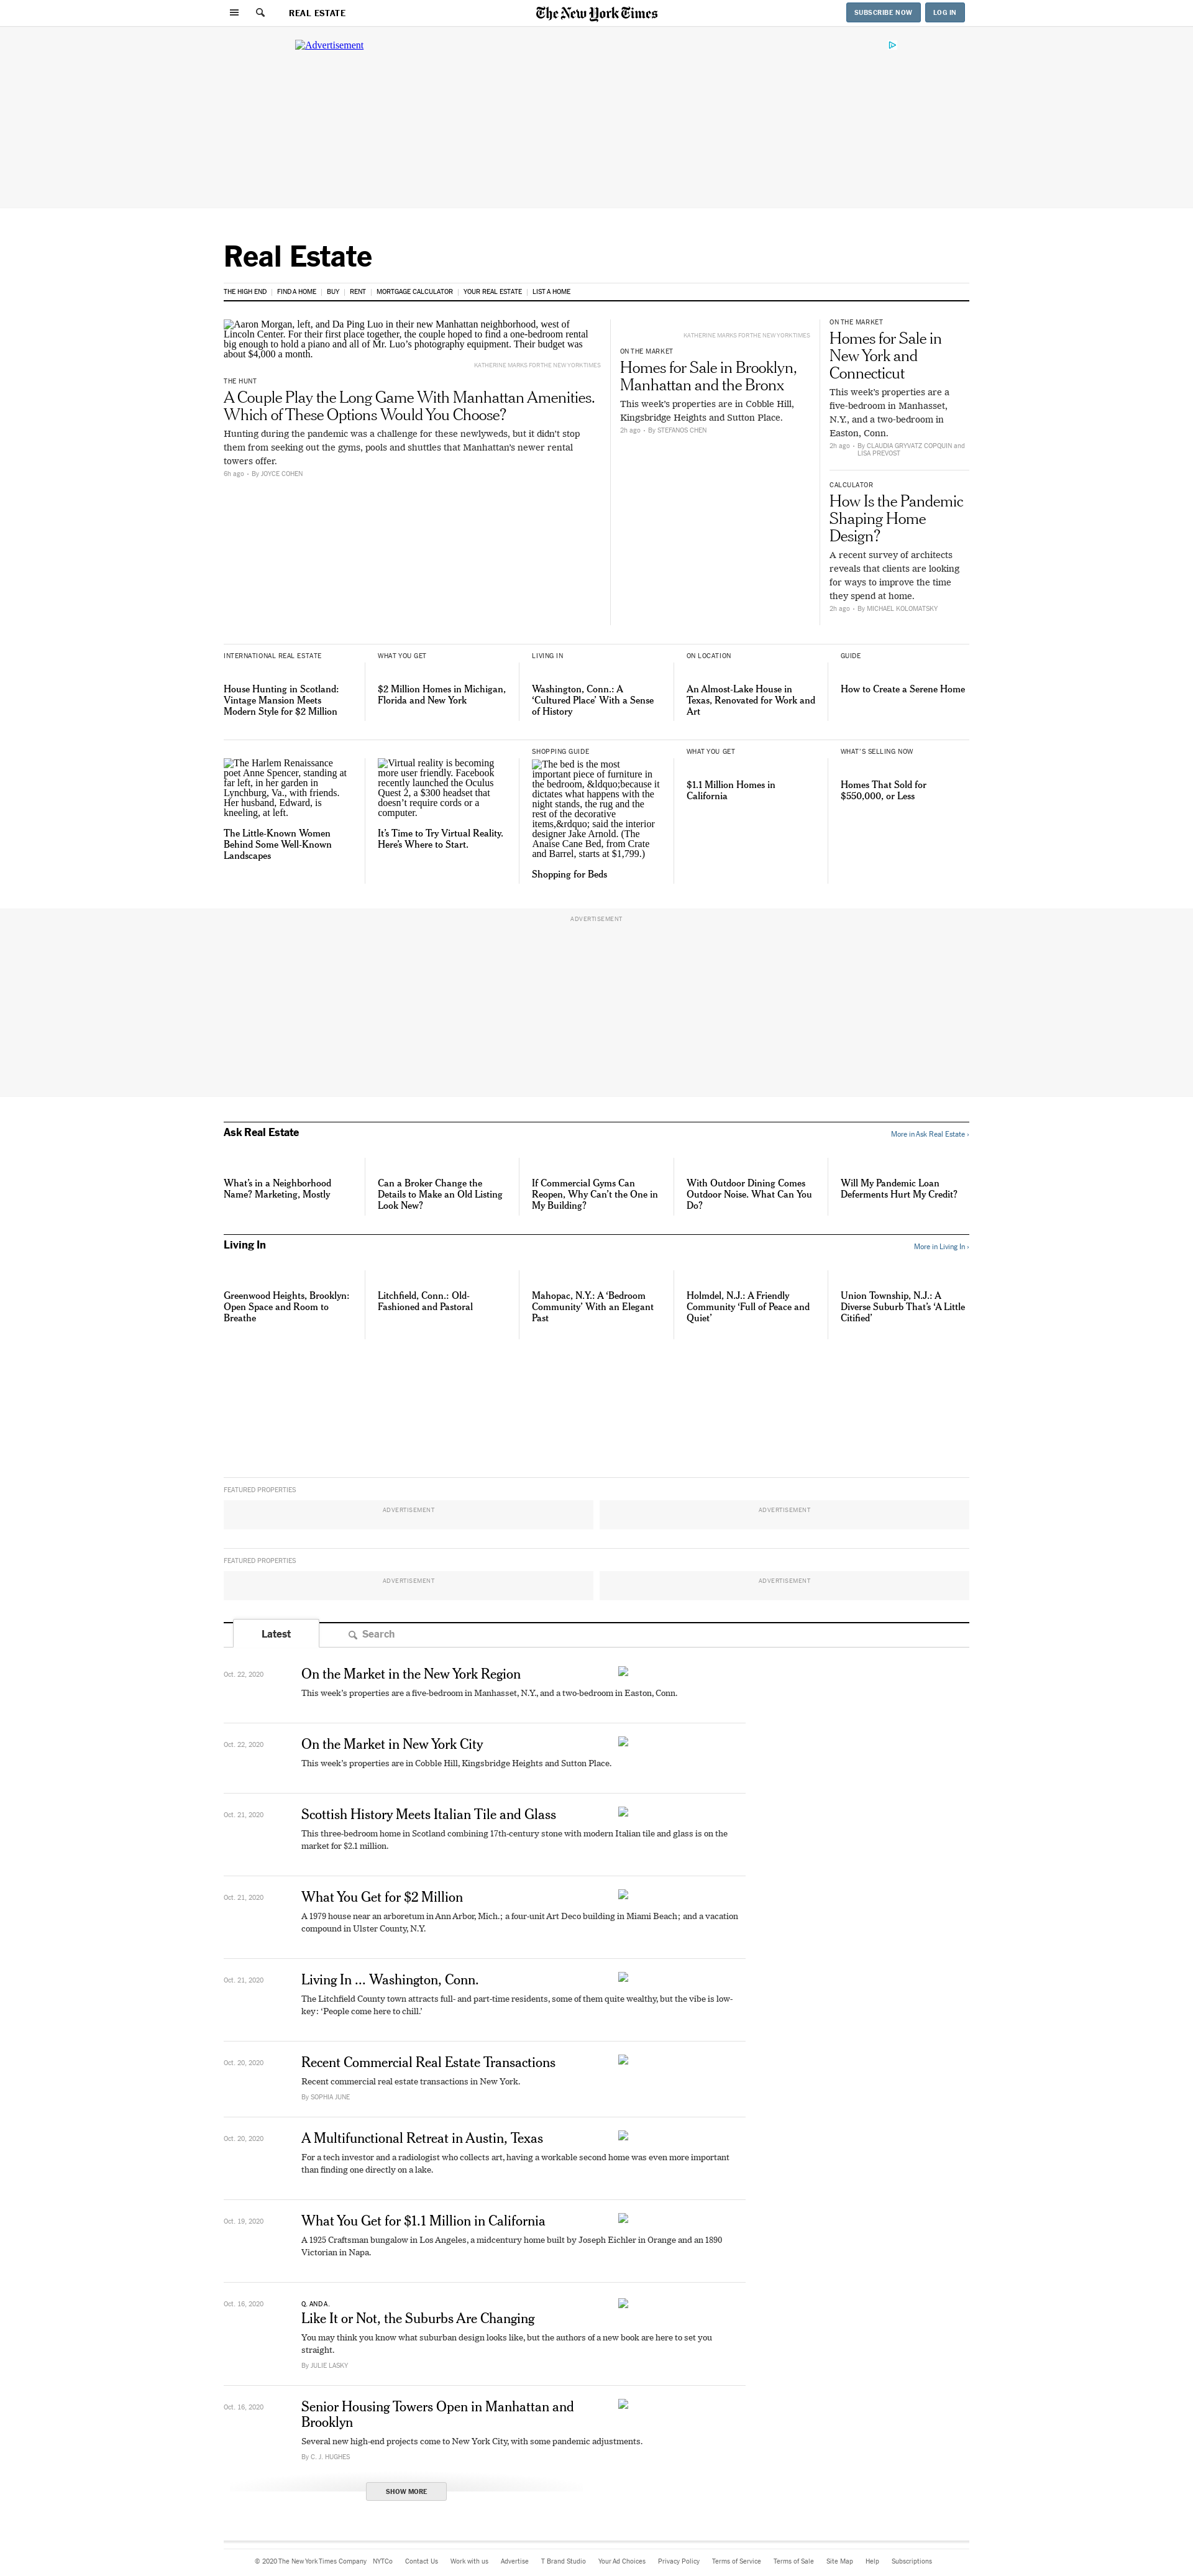 REAL ESTATE
The New York Times
SUBSCRIBE NOW
LOG IN
Advertisement
Real Estate
THE HIGH END
FIND A HOME
BUY
RENT
MORTGAGE CALCULATOR
YOUR REAL ESTATE
LIST A HOME
Aaron Morgan, left, and Da Ping Luo in their new Manhattan neighborhood, west of
Lincoln Center. For their first place together, the couple hoped to find a one-bedroom rental
big enough to hold a piano and all of Mr. Luo's photography equipment. Their budget was
about $4,000 a month.
KATHERINE MARKS FOR THE NEW YORK TIMES
THE HUNT
A Couple Play the Long Game With Manhattan Amenities.
Which of These Options Would You Choose?
Hunting during the pandemic was a challenge for these newlyweds, but it didn't stop
them from seeking out the gyms, pools and shuttles that Manhattan's newer rental
towers offer.
6h ago • By JOYCE COHEN
KATHERINE MARKS FOR THE NEW YORK TIMES
ON THE MARKET
Homes for Sale in Brooklyn,
Manhattan and the Bronx
This week's properties are in Cobble Hill,
Kingsbridge Heights and Sutton Place.
2h ago • By STEFANOS CHEN
ON THE MARKET
Homes for Sale in
New York and
Connecticut
This week's properties are a
five-bedroom in Manhasset,
N.Y., and a two-bedroom in
Easton, Conn.
2h ago • By CLAUDIA GRYVATZ COPQUIN and
LISA PREVOST
CALCULATOR
How Is the Pandemic
Shaping Home
Design?
A recent survey of architects
reveals that clients are looking
for ways to improve the time
they spend at home.
2h ago • By MICHAEL KOLOMATSKY
INTERNATIONAL REAL ESTATE
House Hunting in Scotland:
Vintage Mansion Meets
Modern Style for $2 Million
WHAT YOU GET
$2 Million Homes in Michigan,
Florida and New York
LIVING IN
Washington, Conn.: A
‘Cultured Place’ With a Sense
of History
ON LOCATION
An Almost-Lake House in
Texas, Renovated for Work and
Art
GUIDE
How to Create a Serene Home
The Harlem Renaissance
poet Anne Spencer, standing at
far left, in her garden in
Lynchburg, Va., with friends.
Her husband, Edward, is
kneeling, at left.
The Little-Known Women
Behind Some Well-Known
Landscapes
Virtual reality is becoming
more user friendly. Facebook
recently launched the Oculus
Quest 2, a $300 headset that
doesn’t require cords or a
computer.
It’s Time to Try Virtual Reality.
Here’s Where to Start.
SHOPPING GUIDE
The bed is the most
important piece of furniture in
the bedroom, &ldquo;because it
dictates what happens with the
night stands, the rug and the
rest of the decorative
items,&rdquo; said the interior
designer Jake Arnold. (The
Anaise Cane Bed, from Crate
and Barrel, starts at $1,799.)
Shopping for Beds
WHAT YOU GET
$1.1 Million Homes in
California
WHAT’S SELLING NOW
Homes That Sold for
$550,000, or Less
ADVERTISEMENT
Ask Real Estate
More in Ask Real Estate ›
What’s in a Neighborhood
Name? Marketing, Mostly
Can a Broker Change the
Details to Make an Old Listing
Look New?
If Commercial Gyms Can
Reopen, Why Can’t the One in
My Building?
With Outdoor Dining Comes
Outdoor Noise. What Can You
Do?
Will My Pandemic Loan
Deferments Hurt My Credit?
Living In
More in Living In ›
Greenwood Heights, Brooklyn:
Open Space and Room to
Breathe
Litchfield, Conn.: Old-
Fashioned and Pastoral
Mahopac, N.Y.: A ‘Bedroom
Community’ With an Elegant
Past
Holmdel, N.J.: A Friendly
Community ‘Full of Peace and
Quiet’
Union Township, N.J.: A
Diverse Suburb That’s ‘A Little
Citified’
FEATURED PROPERTIES
ADVERTISEMENT
ADVERTISEMENT
FEATURED PROPERTIES
ADVERTISEMENT
ADVERTISEMENT
Latest
Search
Oct. 22, 2020
On the Market in the New York Region
This week’s properties are a five-bedroom in Manhasset, N.Y., and a two-bedroom in Easton, Conn.
Oct. 22, 2020
On the Market in New York City
This week’s properties are in Cobble Hill, Kingsbridge Heights and Sutton Place.
Oct. 21, 2020
Scottish History Meets Italian Tile and Glass
This three-bedroom home in Scotland combining 17th-century stone with modern Italian tile and glass is on the
market for $2.1 million.
Oct. 21, 2020
What You Get for $2 Million
A 1979 house near an arboretum in Ann Arbor, Mich.; a four-unit Art Deco building in Miami Beach; and a vacation
compound in Ulster County, N.Y.
Oct. 21, 2020
Living In ... Washington, Conn.
The Litchfield County town attracts full- and part-time residents, some of them quite wealthy, but the vibe is low-
key: ‘People come here to chill.’
Oct. 20, 2020
Recent Commercial Real Estate Transactions
Recent commercial real estate transactions in New York.
By SOPHIA JUNE
Oct. 20, 2020
A Multifunctional Retreat in Austin, Texas
For a tech investor and a radiologist who collects art, having a workable second home was even more important
than finding one directly on a lake.
Oct. 19, 2020
What You Get for $1.1 Million in California
A 1925 Craftsman bungalow in Los Angeles, a midcentury home built by Joseph Eichler in Orange and an 1890
Victorian in Napa.
Oct. 16, 2020
Q. AND A.
Like It or Not, the Suburbs Are Changing
You may think you know what suburban design looks like, but the authors of a new book are here to set you
straight.
By JULIE LASKY
Oct. 16, 2020
Senior Housing Towers Open in Manhattan and
Brooklyn
Several new high-end projects come to New York City, with some pandemic adjustments.
By C. J. HUGHES
SHOW MORE
© 2020 The New York Times Company
NYTCo
Contact Us
Work with us
Advertise
T Brand Studio
Your Ad Choices
Privacy Policy
Terms of Service
Terms of Sale
Site Map
Help
Subscriptions